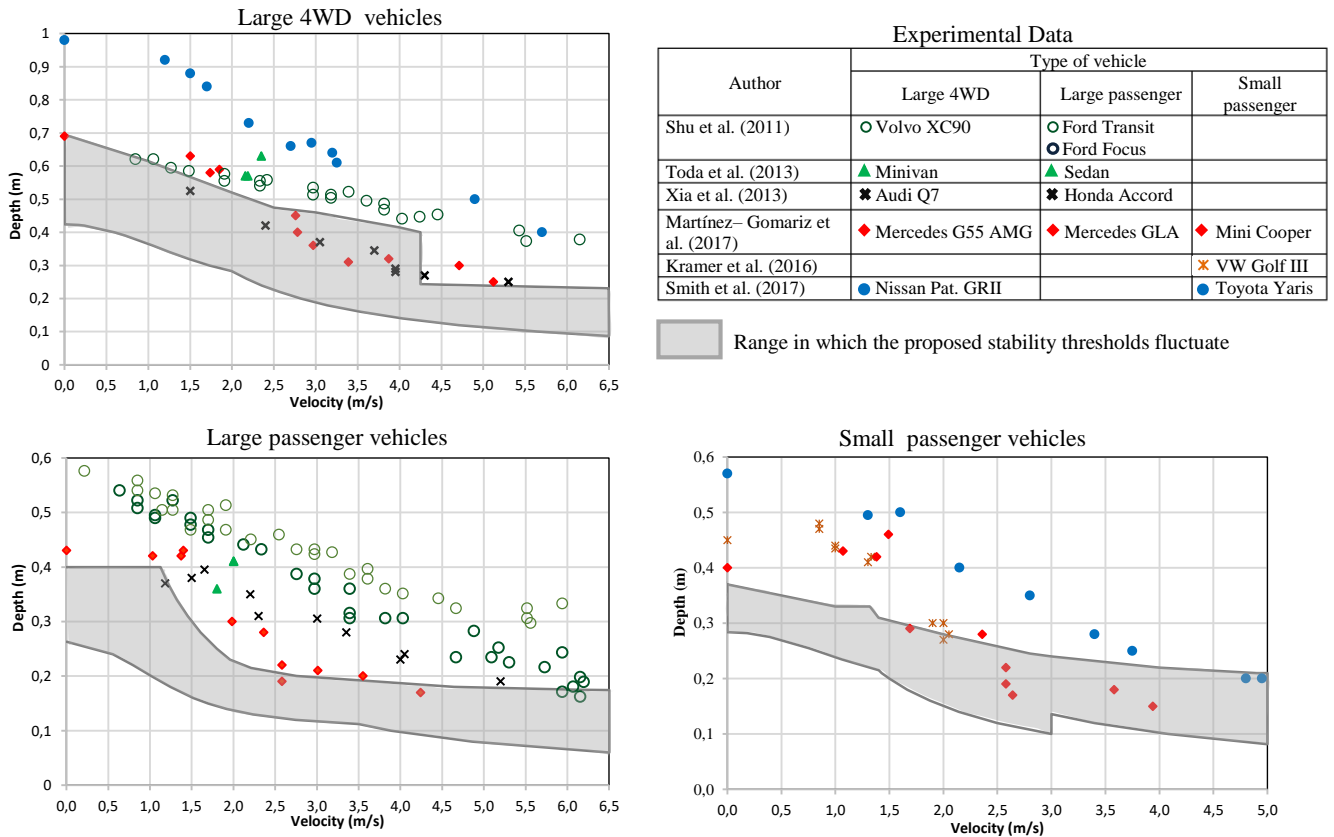 Large 4WD vehicles
1
0,9
0,8
0,7
0,6
0,5
0,4
0,3
0,2
0,1
0
Depth (m)
0,0 0,5 1,0 1,5 2,0 2,5 3,0 3,5 4,0 4,5 5,0 5,5 6,0 6,5
Velocity (m/s)
Experimental Data
Author
Type of vehicle
Large 4WD
Large passenger
Small passenger
Shu et al. (2011)
Volvo XC90
Ford Transit
Ford Focus
Toda et al. (2013)
Minivan
Sedan
Xia et al. (2013)
Audi Q7
Honda Accord
Martínez– Gomariz
et al. (2017)
Mercedes G55 AMG
Mercedes GLA
Mini Cooper
Kramer et al. (2016)
VW Golf III
Smith et al. (2017)
Nissan Pat. GRII
Toyota Yaris
Range in which the proposed stability thresholds fluctuate
Large passenger vehicles
0,6
0,5
0,4
0,3
0,2
0,1
0
Depth (m)
0,0 0,5 1,0 1,5 2,0 2,5 3,0 3,5 4,0 4,5 5,0 5,5 6,0 6,5
Velocity (m/s)
Small passenger vehicles
0,6
0,5
0,4
0,3
0,2
0,1
0,0
Depth (m)
0,0 0,5 1,0 1,5 2,0 2,5 3,0 3,5 4,0 4,5 5,0
Velocity (m/s)